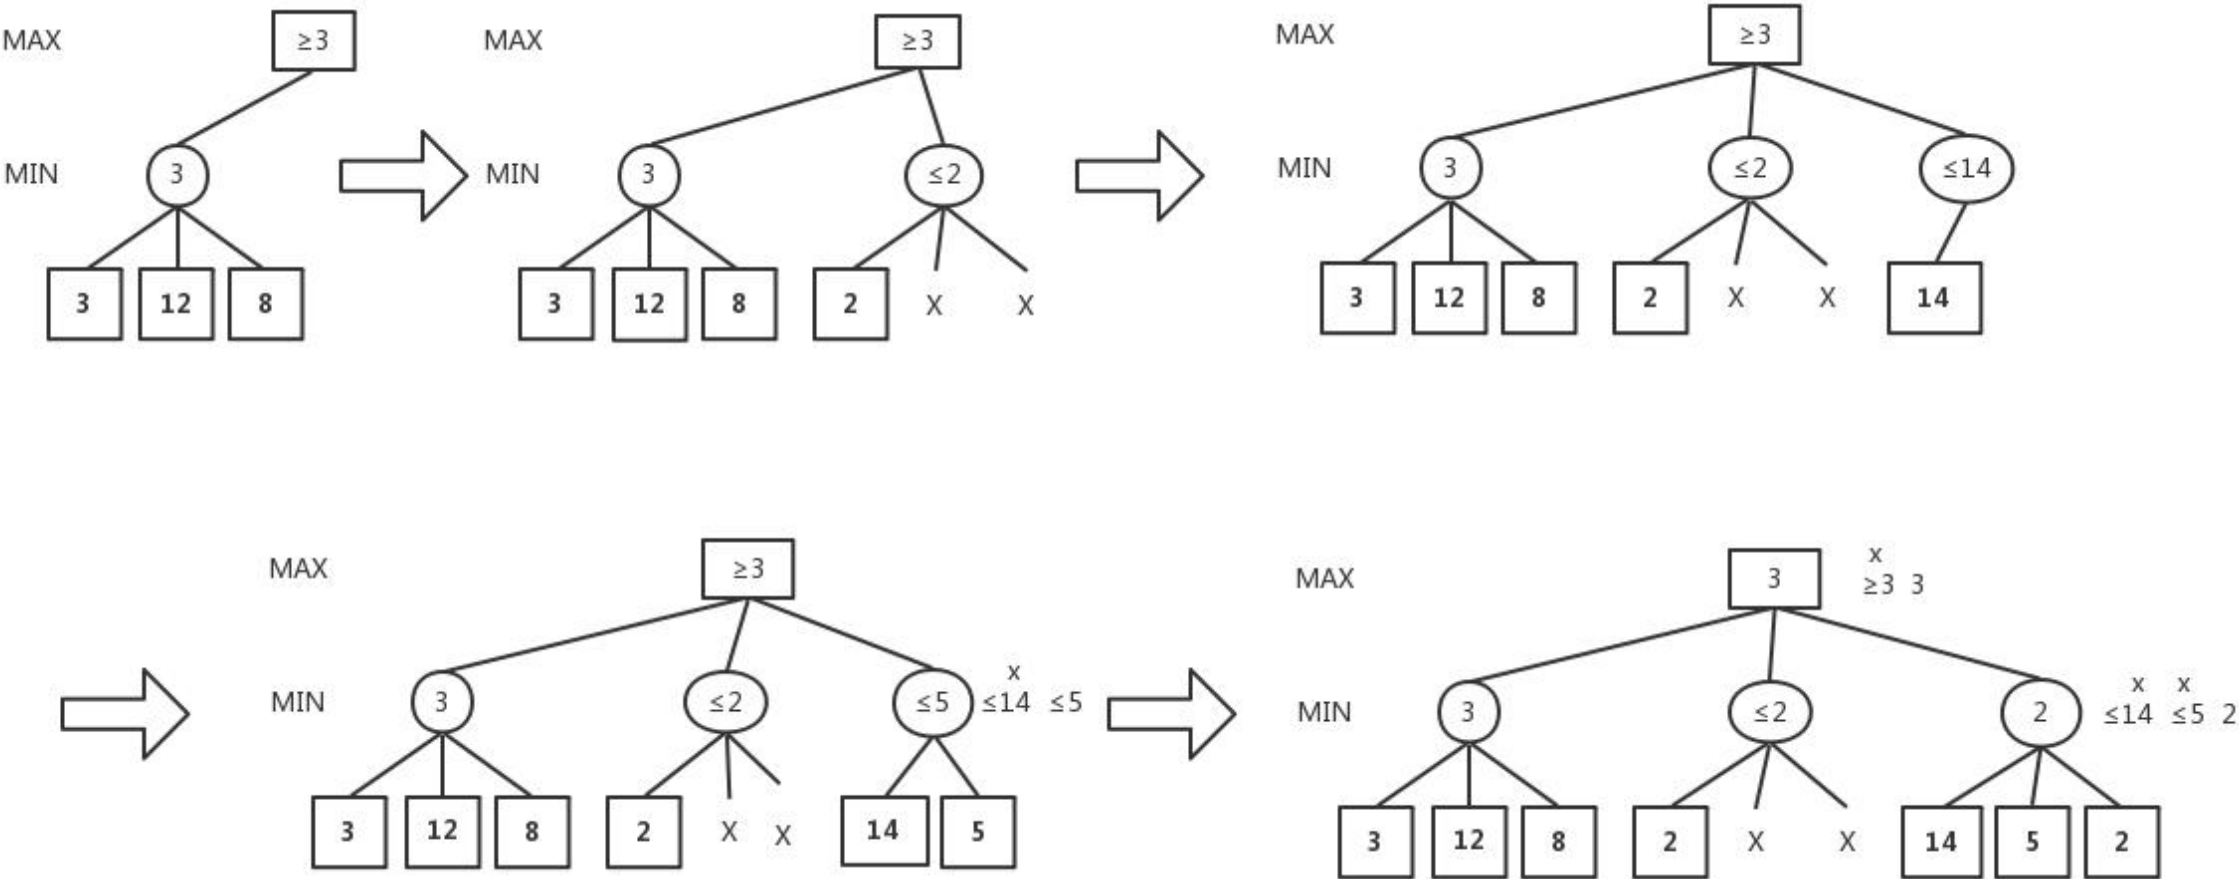 MAX ≥3
MIN 3
3 12 8
MAX ≥3
MIN 3 ≤2
3 12 8 2 X X
MAX ≥3
MIN 3 ≤2 ≤14
3 12 8 2 X X 14
MAX ≥3
x
MIN 3 ≤2 ≤5 ≤14 ≤5
3 12 8 2 X X 14 5
x
MAX 3 ≥3 3
x x
MIN 3 ≤2 2 ≤14 ≤5 2
3 12 8 2 X X 14 5 2